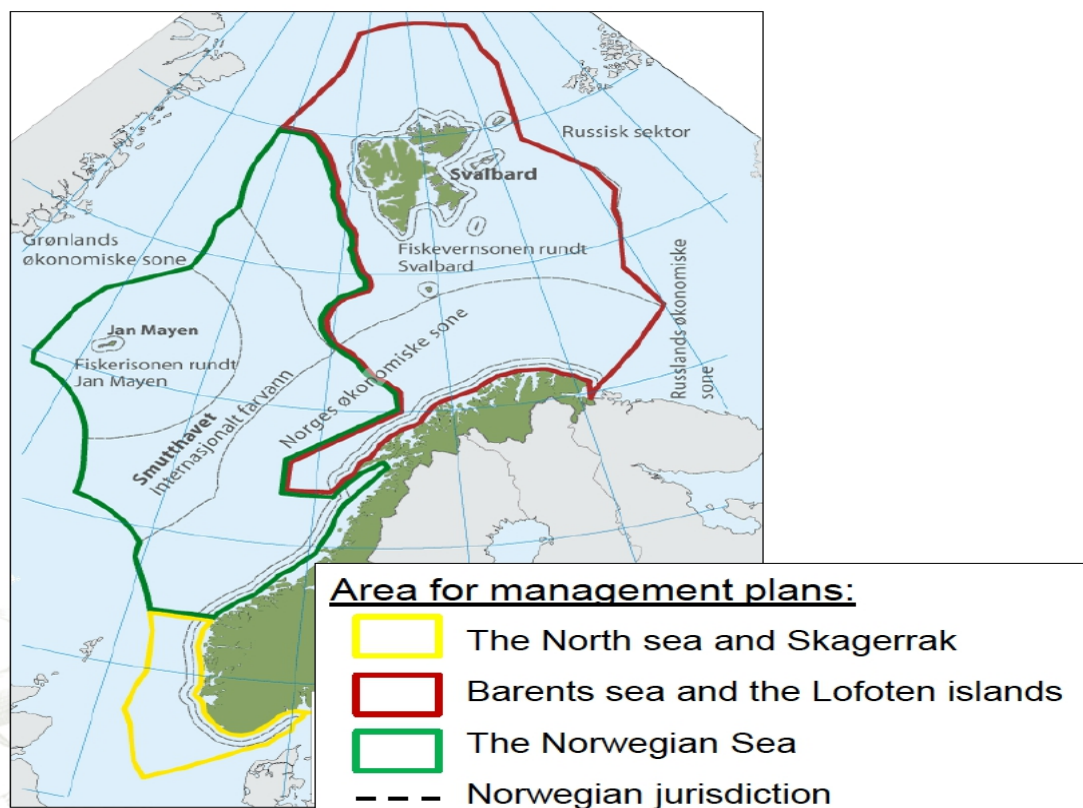 Russisk sektor
Svalbard
Grønlands
økonomiske sone
Fiskevernsonen rundt
Svalbard
Russlands økonomiske
sone
Jan Mayen
Fiskerisonen rundt
Jan Mayen
Norges økonomiske sone
Smutthavet
internasjonalt farvann
Area for management plans:
The North sea and Skagerrak
Barents sea and the Lofoten islands
The Norwegian Sea
Norwegian jurisdiction